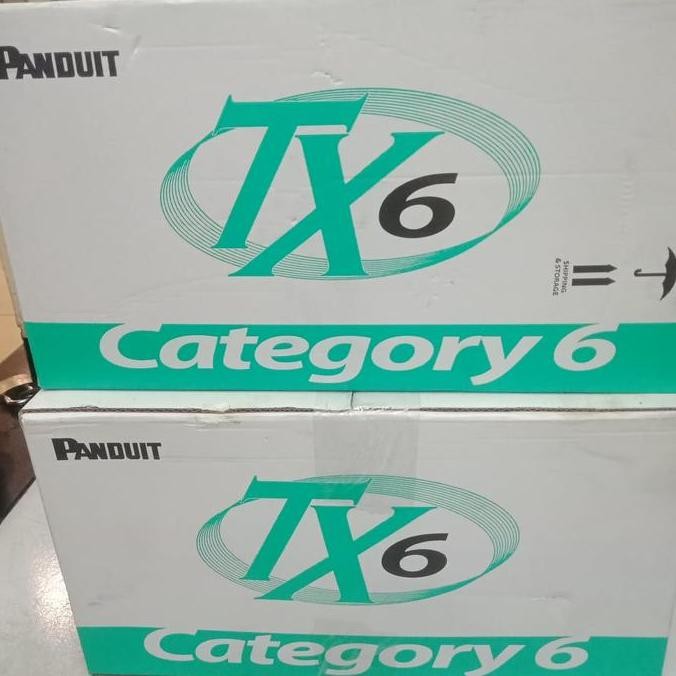 PANDUIT
TX6
SHIPPING
& STORAGE
Category 6
PANDUIT
TX6
Category 6